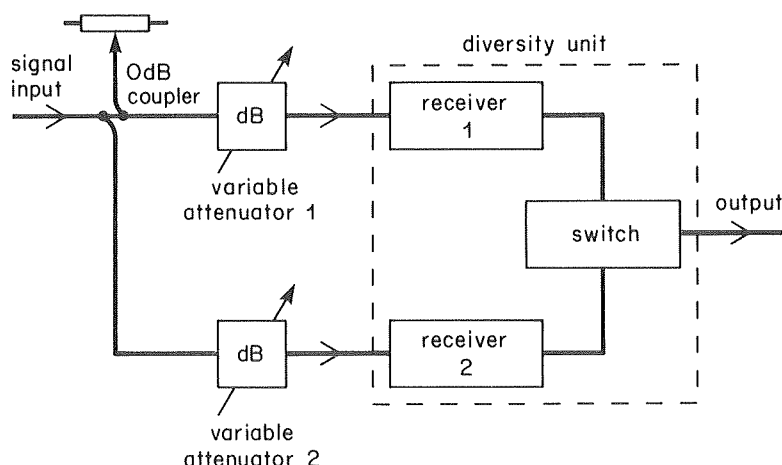 signal
input
OdB
coupler
dB
variable
attenuator 1
diversity unit
receiver
1
switch
output
dB
variable
attenuator 2
receiver
2